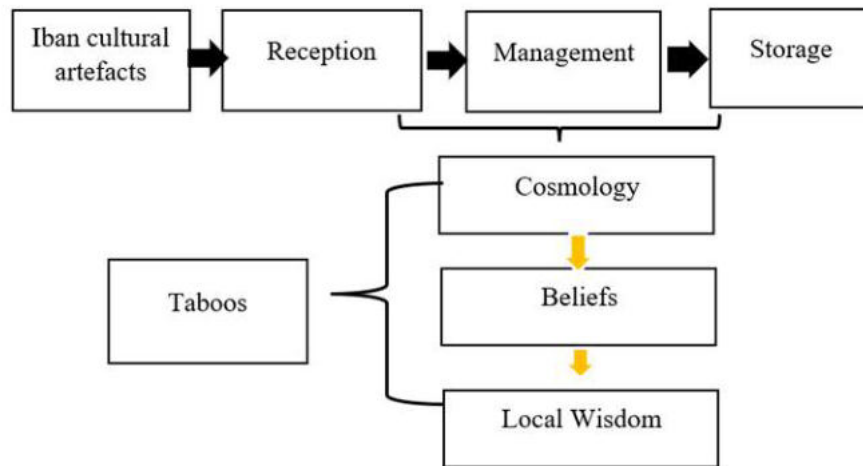 Iban cultural
artefacts
Reception
Management
Storage
Cosmology
Taboos
Beliefs
Local Wisdom